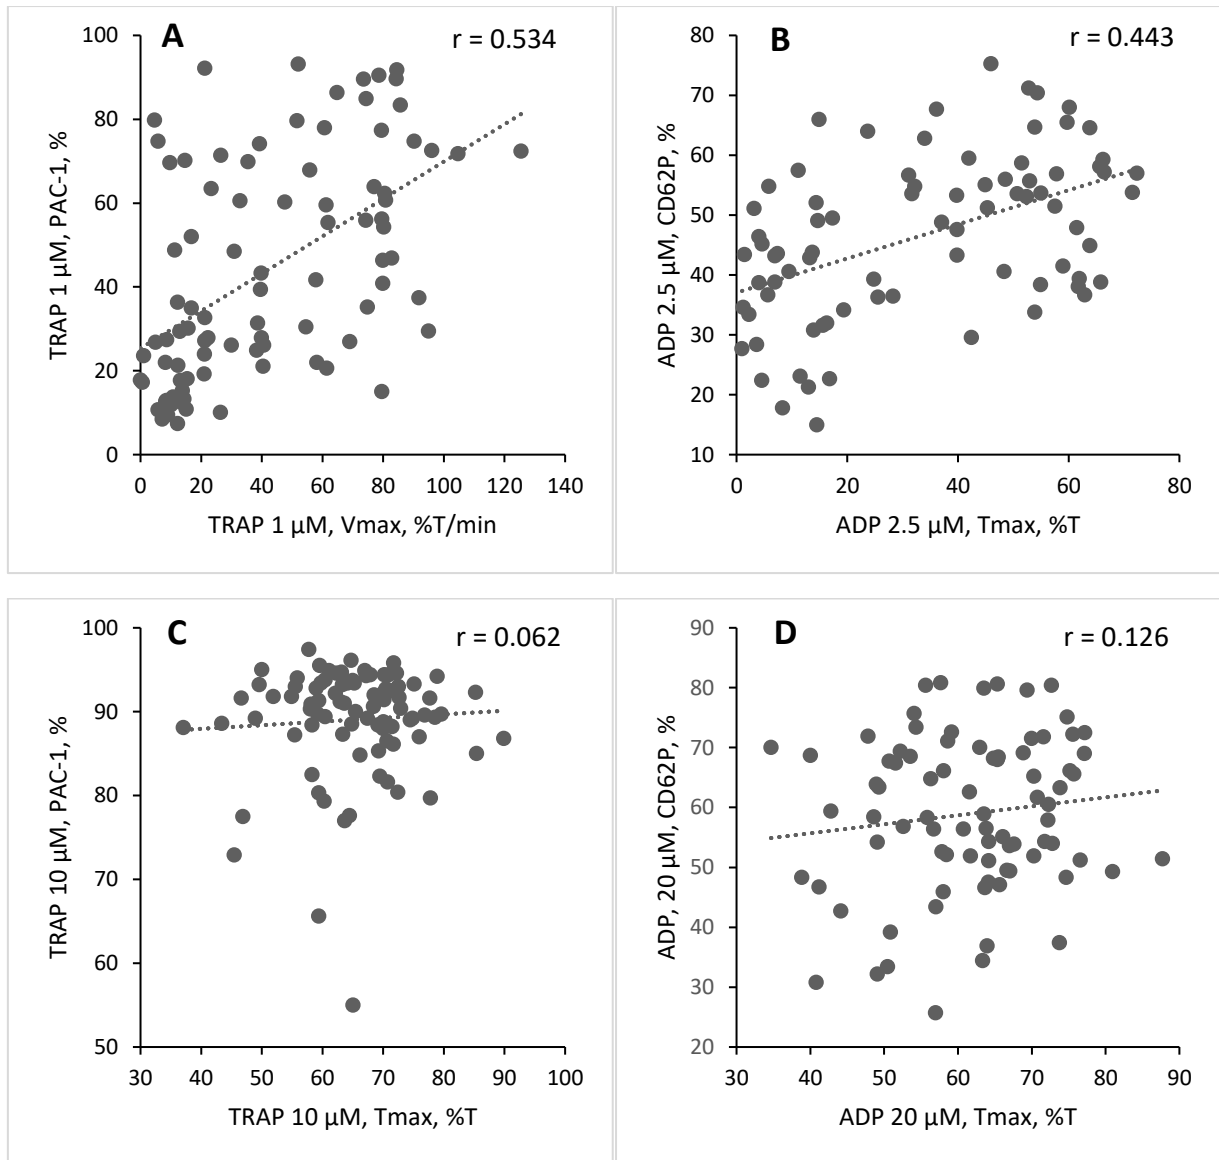 A
r = 0.534
100
80
60
40
20
0
0 20 40 60 80 100 120 140
TRAP 1 µM, PAC-1, %
TRAP 1 µM, Vmax, %T/min
B
r = 0.443
80
70
60
50
40
30
20
10
0 20 40 60 80
ADP 2.5 µM, CD62P, %
ADP 2.5 µM, Tmax, %T
C
r = 0.062
100
90
80
70
60
50
30 40 50 60 70 80 90 100
TRAP 10 µM, PAC-1, %
TRAP 10 µM, Tmax, %T
D
r = 0.126
90
80
70
60
50
40
30
20
30 40 50 60 70 80 90
ADP, 20 µM, CD62P, %
ADP 20 µM, Tmax, %T